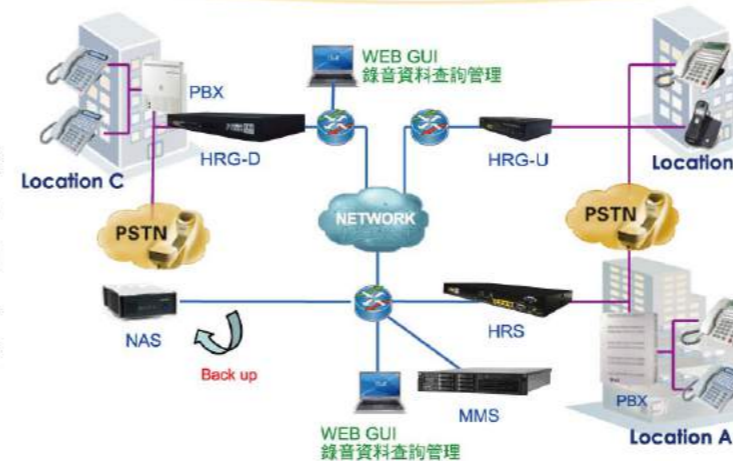 WEB GUI
錄音資料查詢管理
PBX
HRG-D
HRG-U
Location C
Location
PSTN
NETWORK
PSTN
NAS
Back up
HRS
MMS
PBX
Location A
WEB GUI
錄音資料查詢管理